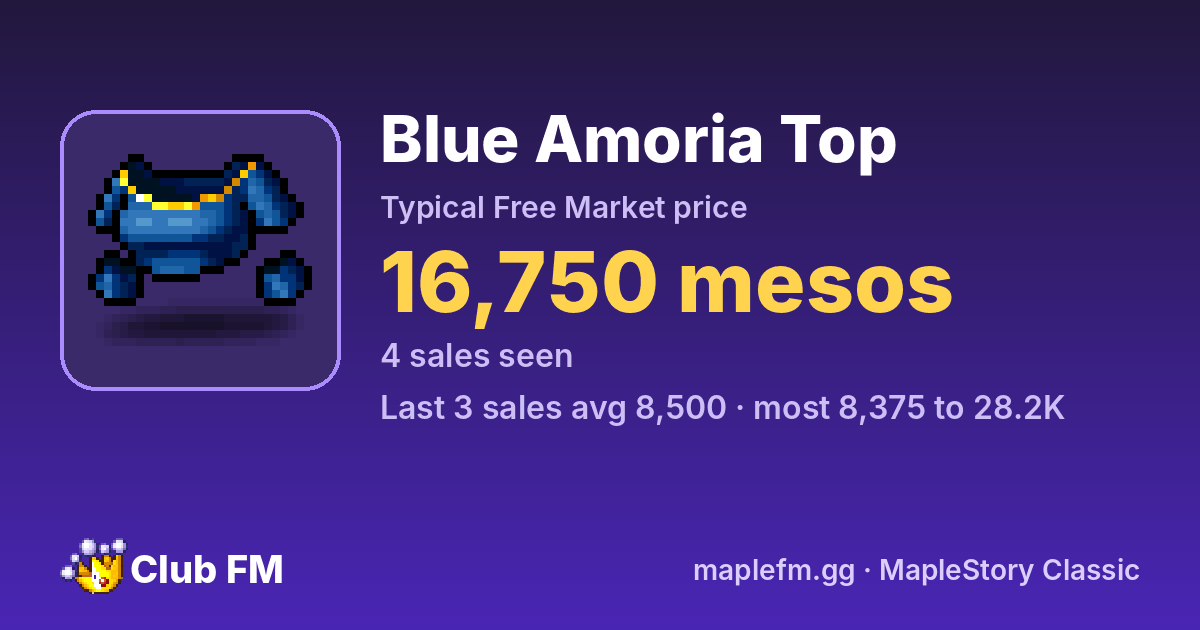 Blue Amoria Top
Typical Free Market price
16,750 mesos
4 sales seen
Last 3 sales avg 8,500 · most 8,375 to 28.2K
Club FM
maplefm.gg · MapleStory Classic